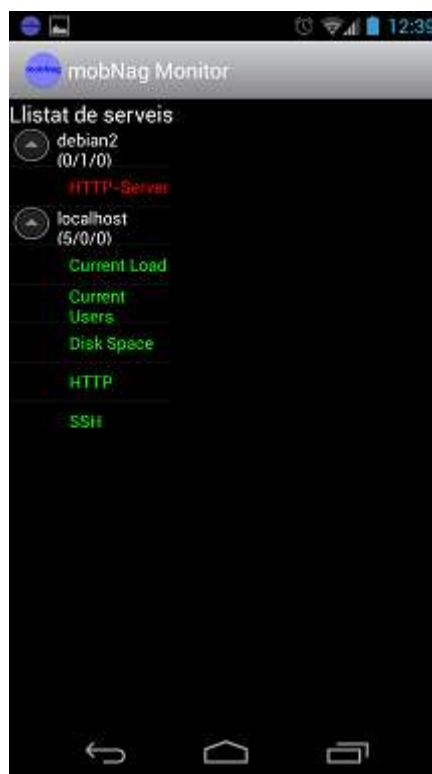 12:39
mobNag Monitor
Llistat de serveis
debian2
(0/1/0)
HTTP-Server
localhost
(5/0/0)
Current Load
Current
Users
Disk Space
HTTP
SSH